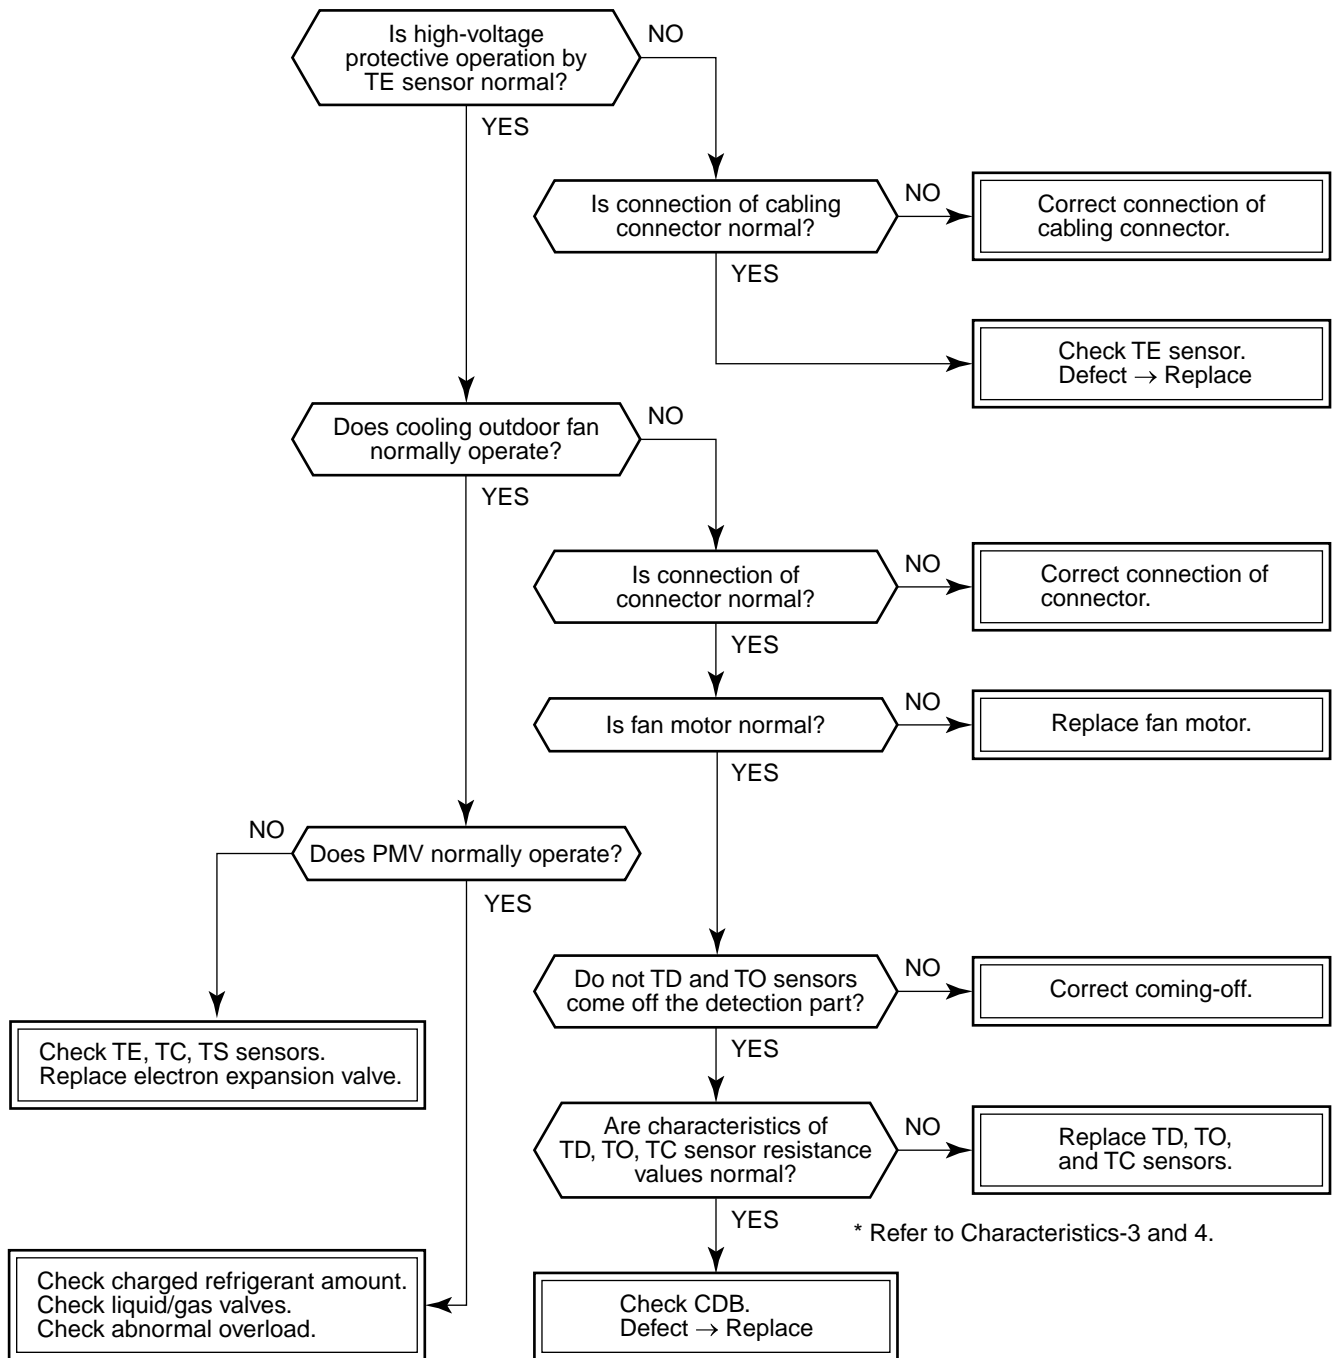 Is high-voltage
protective operation by
TE sensor normal?
NO
YES
Is connection of cabling
connector normal?
NO
Correct connection of
cabling connector.
YES
Check TE sensor.
Defect → Replace
Does cooling outdoor fan
normally operate?
NO
YES
Is connection of
connector normal?
NO
Correct connection of
connector.
YES
Is fan motor normal?
NO
Replace fan motor.
YES
NO
Does PMV normally operate?
YES
Do not TD and TO sensors
come off the detection part?
NO
Correct coming-off.
YES
Check TE, TC, TS sensors.
Replace electron expansion valve.
Are characteristics of
TD, TO, TC sensor resistance
values normal?
NO
Replace TD, TO,
and TC sensors.
YES
* Refer to Characteristics-3 and 4.
Check charged refrigerant amount.
Check liquid/gas valves.
Check abnormal overload.
Check CDB.
Defect → Replace